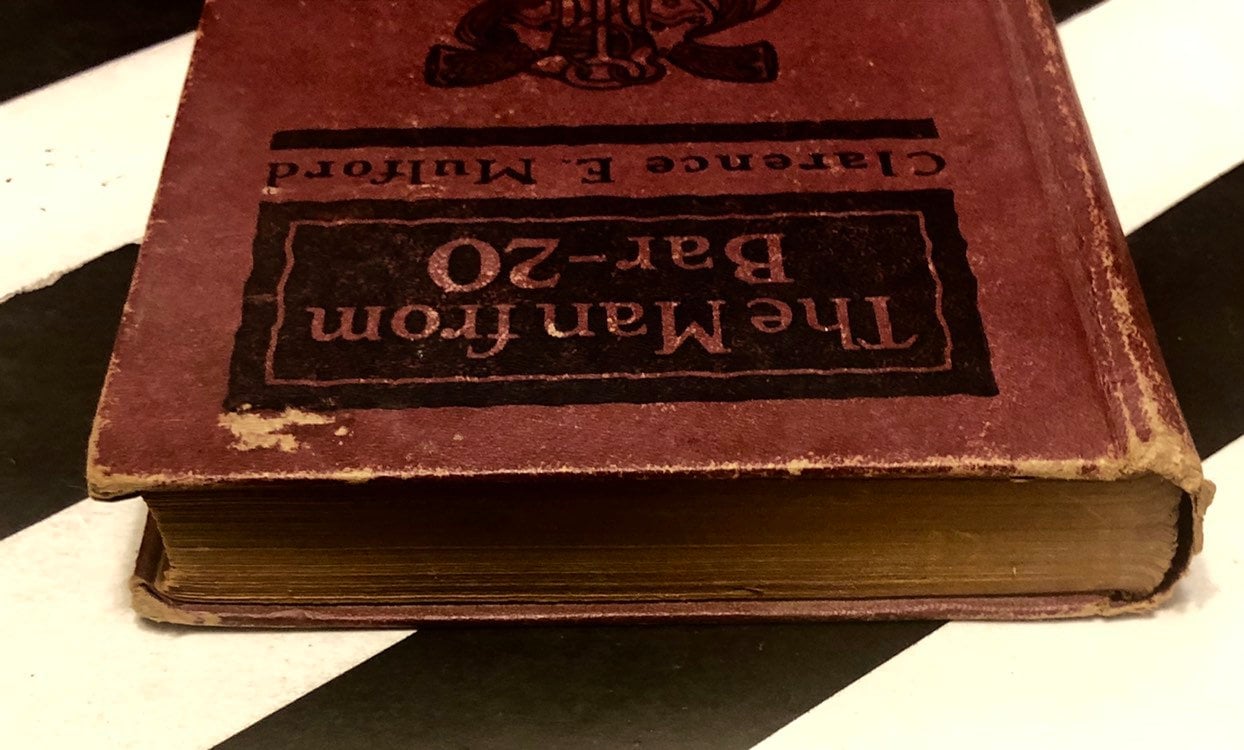 The Man from
Bar-20
Clarence E. Mulford